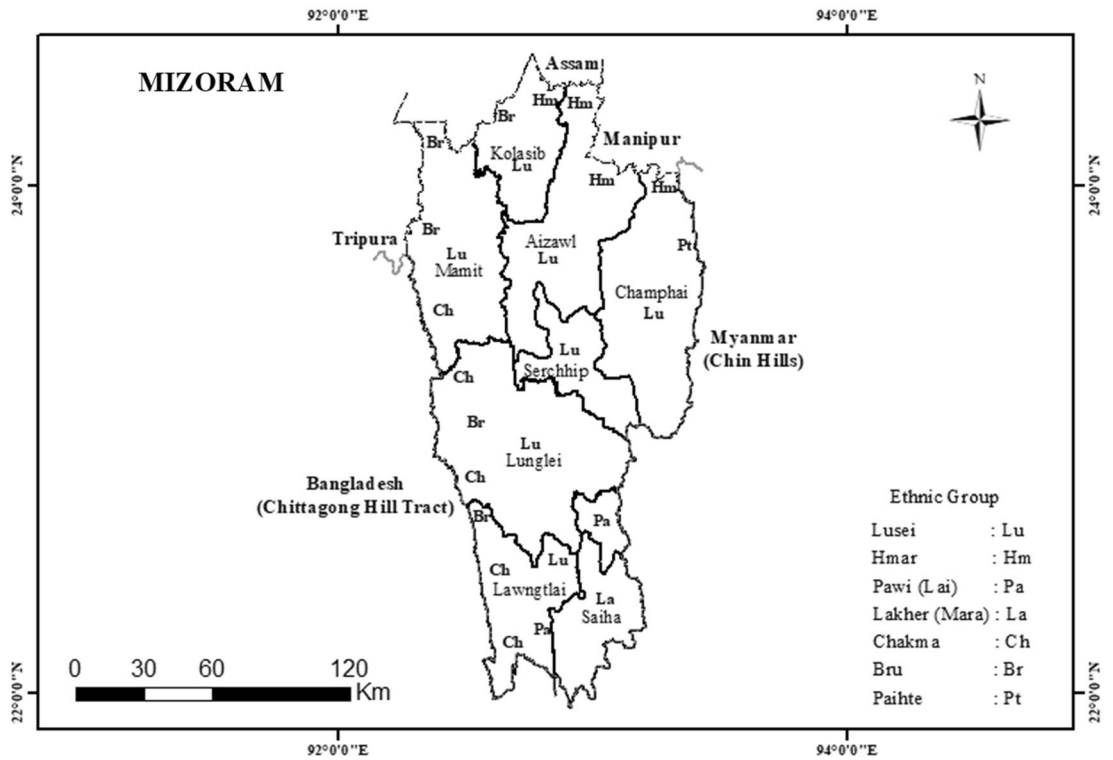 92°0'0"E 94°0'0"E
MIZORAM
N
Assam
Hm Hm
Br
Manipur
Br
Kolasib
Lu
24°0'0"N 24°0'0"N
Hm Hm
Br
Tripura
Pt
Aizawl
Lu
Lu
Mamit
Champhai
Lu
Ch
Myanmar
(Chin Hills)
Lu
Serchhip
Ch
Br
Lu
Lunglei
Ch
Bangladesh
(Chittagong Hill Tract)
Br
Pa
Ch Lu
Lawngtlai
La
Saiha
Pa
Ch
Ethnic Group
Lusei : Lu
Hmar : Hm
Pawi (Lai) : Pa
Lakher (Mara) : La
Chakma : Ch
Bru : Br
Paihte : Pt
0 30 60 120
Km
22°0'0"N 22°0'0"N
92°0'0"E 94°0'0"E